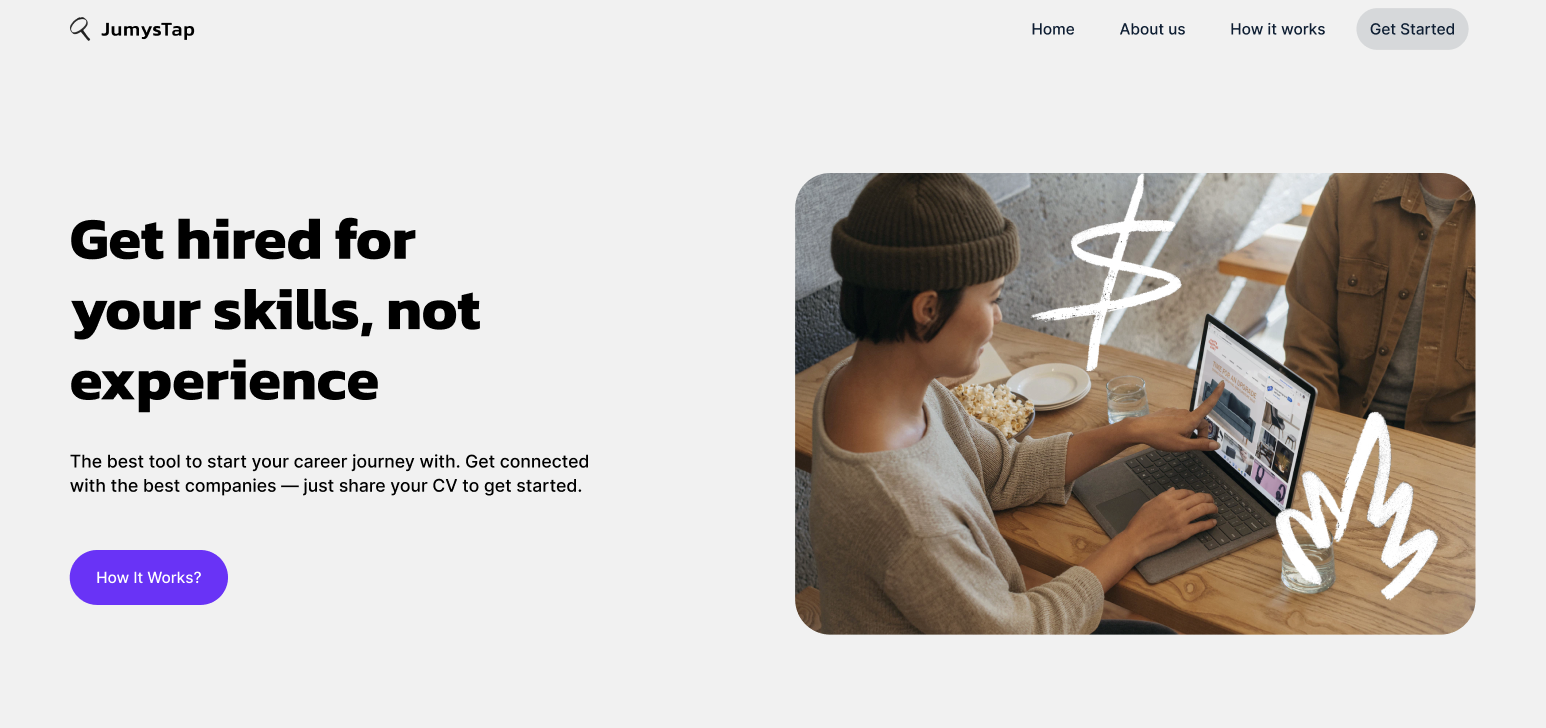 JumysTap
Home
About us
How it works
Get Started
Get hired for
your skills, not
experience
The best tool to start your career journey with. Get connected
with the best companies — just share your CV to get started.
How It Works?
$